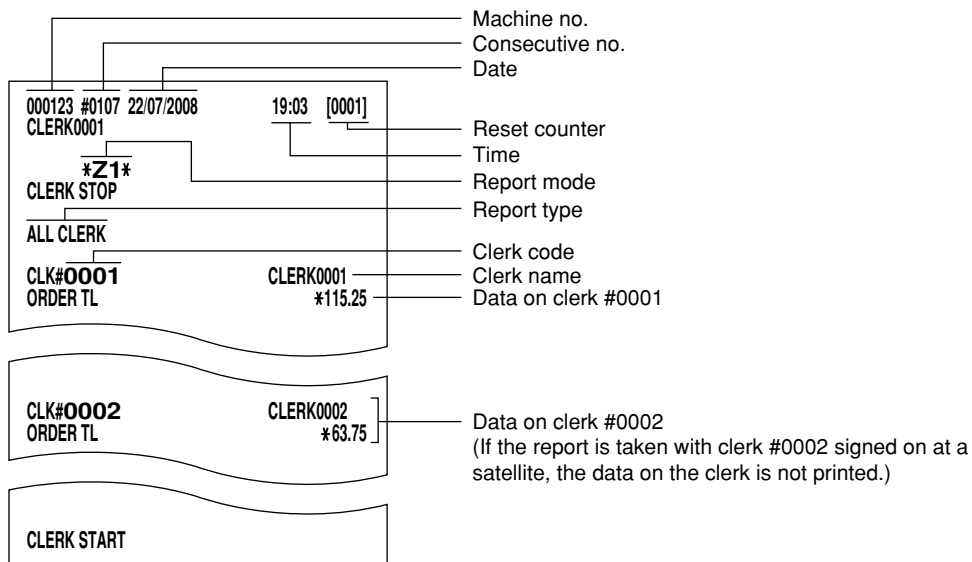 Machine no.
Consecutive no.
Date
000123 #0107 22/07/2008 19:03 [0001]
CLERK0001
Reset counter
Time
*Z1*
Report mode
CLERK STOP
Report type
ALL CLERK
Clerk code
CLK#0001 CLERK0001
Clerk name
ORDER TL *115.25
Data on clerk #0001
CLK#0002 CLERK0002
ORDER TL *63.75
Data on clerk #0002
(If the report is taken with clerk #0002 signed on at a
satellite, the data on the clerk is not printed.)
CLERK START